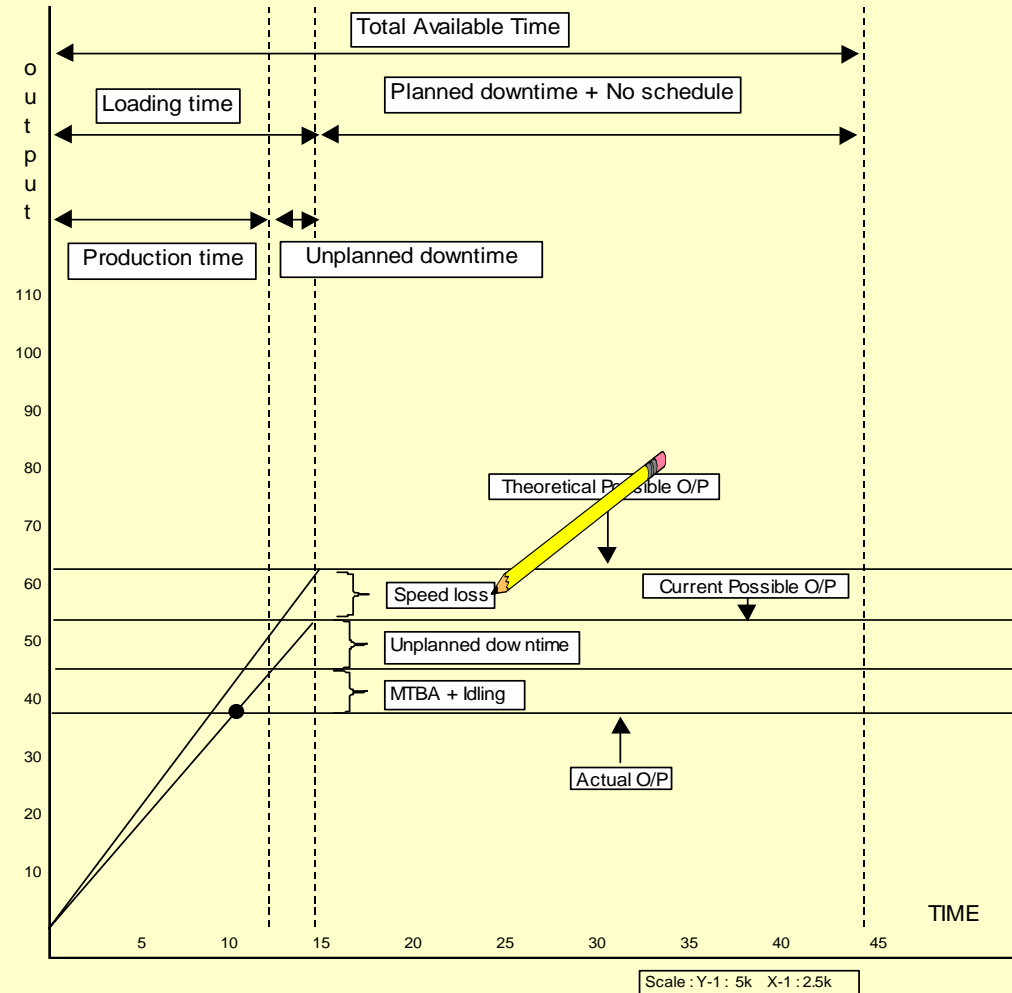 Total Available Time
output
Loading time
Planned downtime + No schedule
Production time
Unplanned downtime
110
100
90
80
Theoretical Possible O/P
70
60
Speed loss
Current Possible O/P
50
Unplanned downtime
40
MTBA + Idling
30
Actual O/P
20
10
TIME
5 10 15 20 25 30 35 40 45
Scale : Y-1 : 5k X-1 : 2.5k